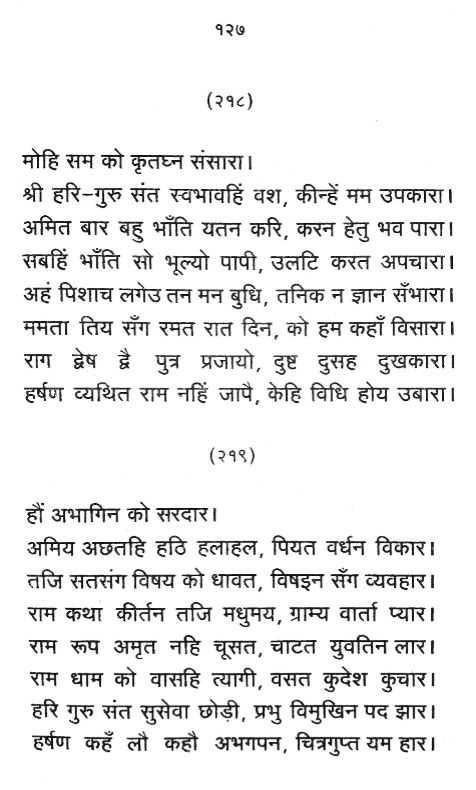 १२७
(२१८)
मोहि सम को कृतघ्न संसारा।
श्री हरि-गुरु संत स्वभावहिं वश, कीन्हें मम उपकारा।
अमित बार बहु भाँति यतन करि, करन हेतु भव पारा।
सबहिं भाँति सो भूल्यो पापी, उलटि करत अपचारा।
अहं पिशाच लगेउ तन मन बुधि, तनिक न ज्ञान सँभारा।
ममता तिय सँग रमत रात दिन, को हम कहाँ विसारा।
राग द्वेष द्वै पुत्र प्रजायो, दुष्ट दुसह दुखकारा।
हर्षण व्यथित राम नहिं जापै, केहि विधि होय उबारा।
(२१९)
हौं अभागिन को सरदार।
अमिय अछतहि हठि हलाहल, पियत वर्धन विकार।
तजि सतसंग विषय को धावत, विषइन सँग व्यवहार।
राम कथा कीर्तन तजि मधुमय, ग्राम्य वार्ता प्यार।
राम रूप अमृत नहि चूसत, चाटत युवतिन लार।
राम धाम को वासहि त्यागी, वसत कुदेश कुचार।
हरि गुरु संत सुसेवा छोड़ी, प्रभु विमुखिन पद झार।
हर्षण कहँ लौ कहौ अभगपन, चित्रगुप्त यम हार।